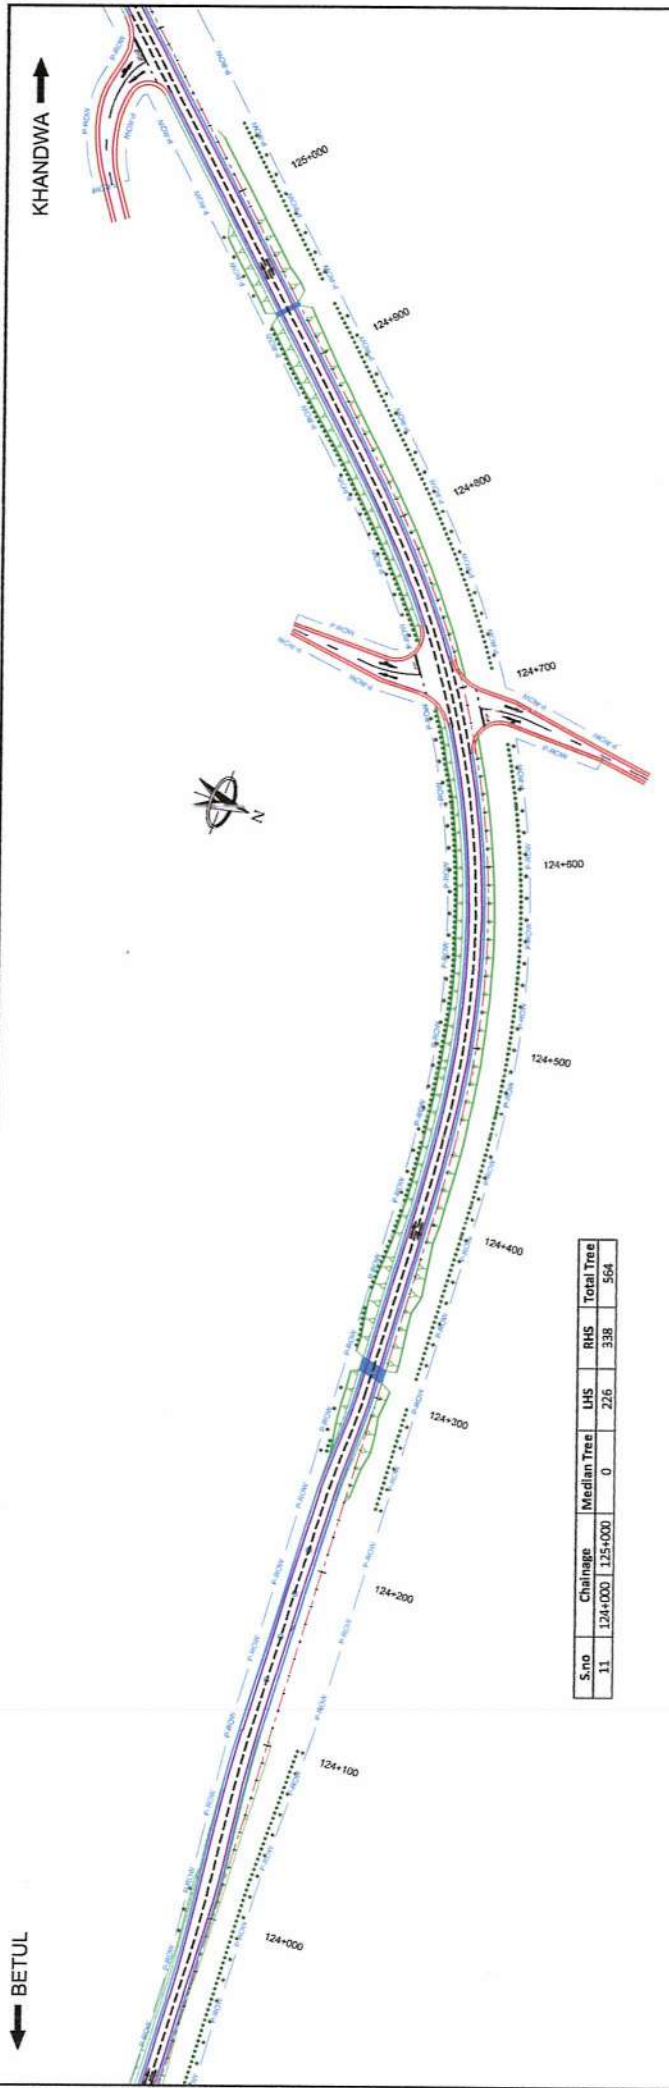 ← BETUL
KHANDWA →
N
124+000
124+100
124+200
124+300
124+400
124+500
124+600
124+700
124+800
124+900
125+000
P-ROW
S.no Chainage Median Tree LHS RHS Total Tree
11 124+000 125+000 0 226 338 564